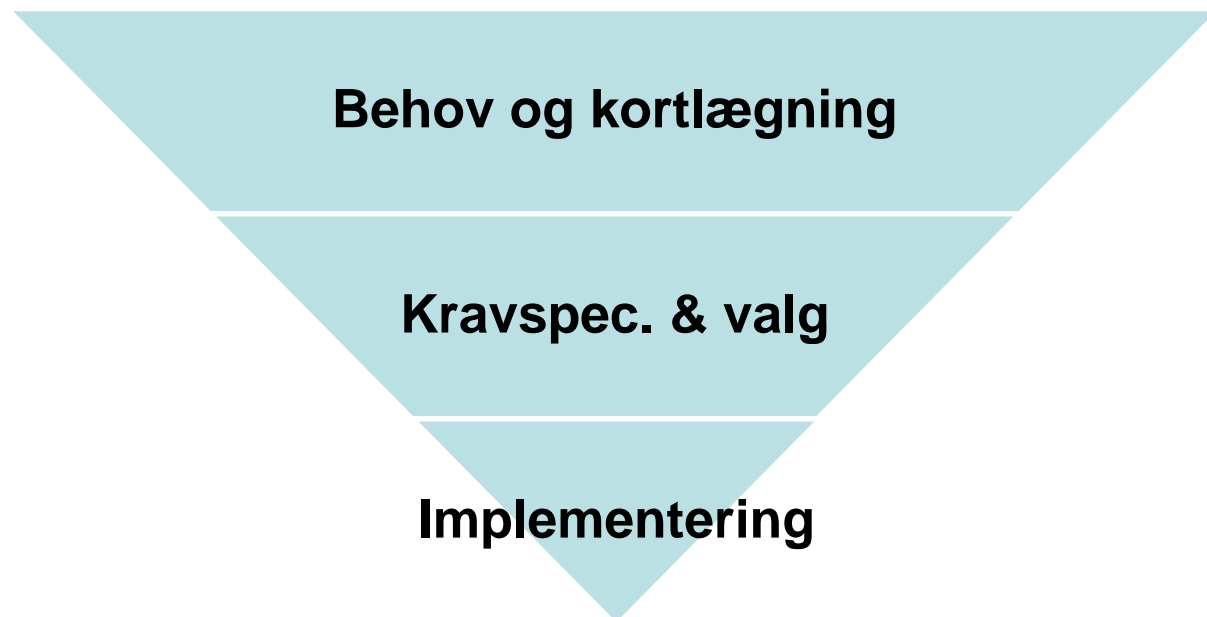 Behov og kortlægning
Kravspec. & valg
Implementering